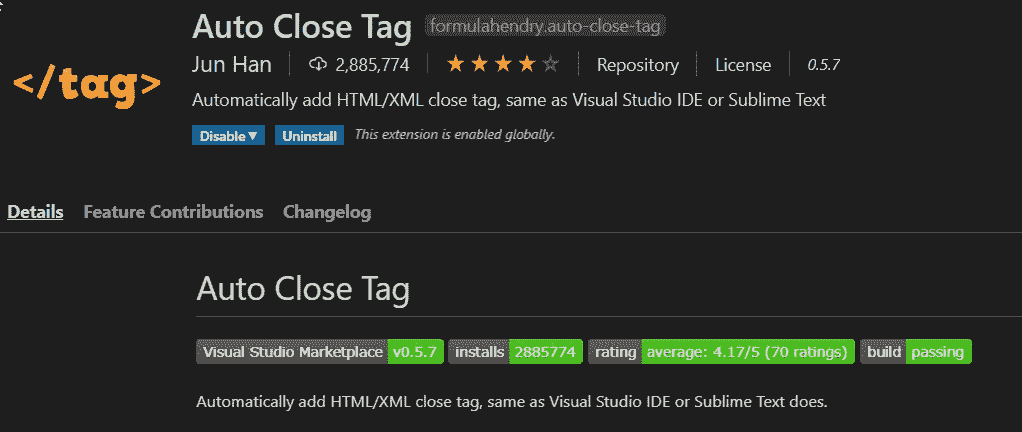 Auto Close Tag formulahendry.auto-close-tag
</tag>
Jun Han 2,885,774 Repository License 0.5.7
Automatically add HTML/XML close tag, same as Visual Studio IDE or Sublime Text
Disable Uninstall This extension is enabled globally.
Details Feature Contributions Changelog
Auto Close Tag
Visual Studio Marketplace v0.5.7 installs 2885774 rating average: 4.17/5 (70 ratings) build passing
Automatically add HTML/XML close tag, same as Visual Studio IDE or Sublime Text does.